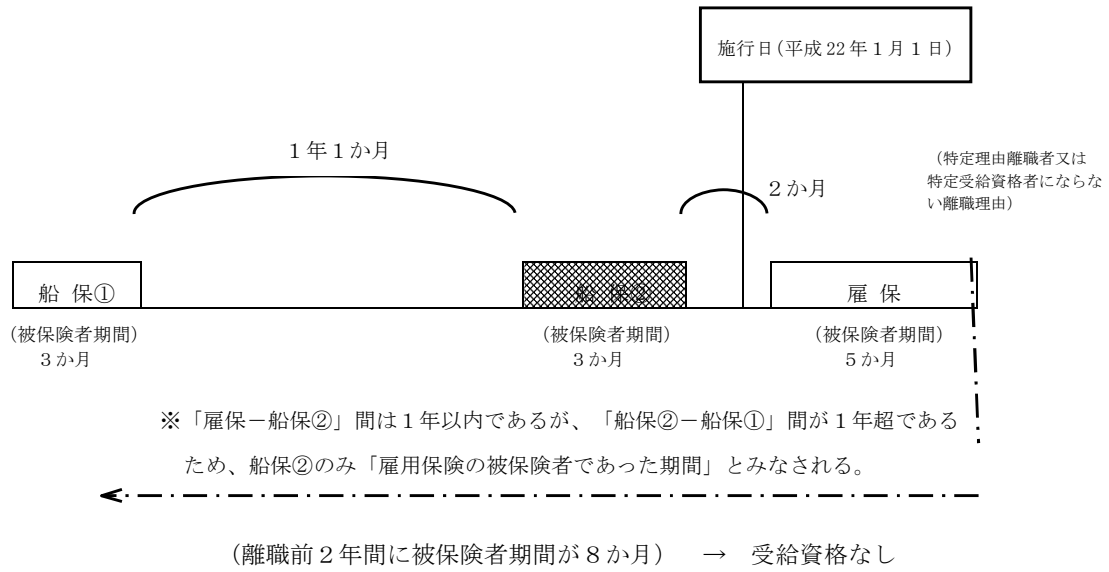 施行日（平成22年１月１日）
１年１か月
２か月
（特定理由離職者又は
特定受給資格者にならな
い離職理由）
船 保①
船 保②
雇 保
（被保険者期間）
３か月
（被保険者期間）
３か月
（被保険者期間）
５か月
※「雇保－船保②」間は１年以内であるが、「船保②－船保①」間が１年超である
ため、船保②のみ「雇用保険の被保険者であった期間」とみなされる。
（離職前２年間に被保険者期間が８か月）　→　受給資格なし